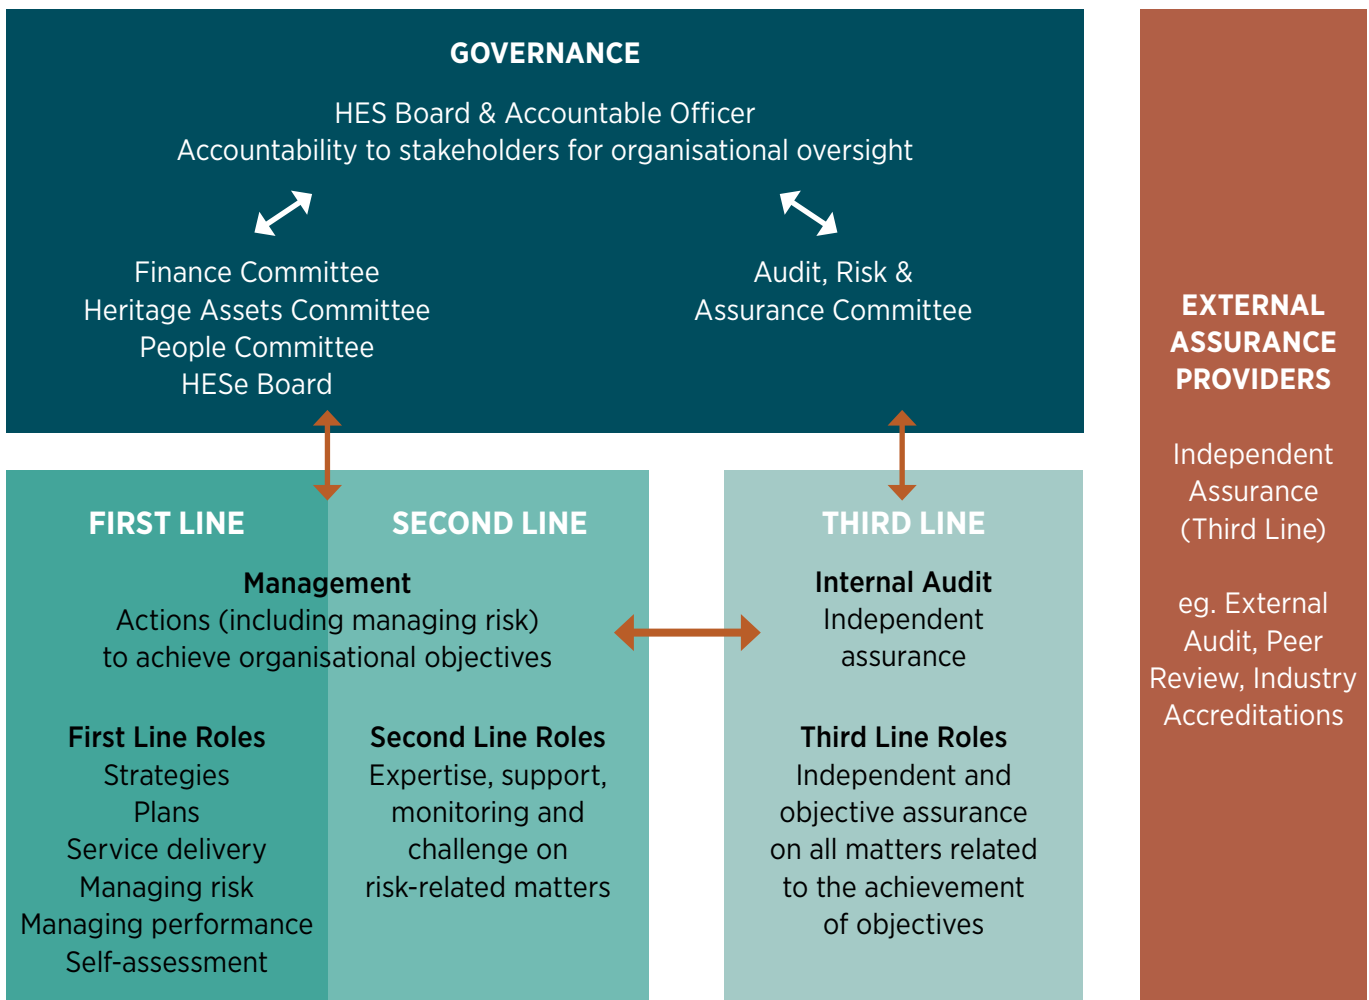 GOVERNANCE
HES Board & Accountable Officer
Accountability to stakeholders for organisational oversight
Finance Committee
Heritage Assets Committee
People Committee
HESe Board
Audit, Risk &
Assurance Committee
FIRST LINE
SECOND LINE
Management
Actions (including managing risk)
to achieve organisational objectives
First Line Roles
Strategies
Plans
Service delivery
Managing risk
Managing performance
Self-assessment
Second Line Roles
Expertise, support,
monitoring and
challenge on
risk-related matters
THIRD LINE
Internal Audit
Independent
assurance
Third Line Roles
Independent and
objective assurance
on all matters related
to the achievement
of objectives
EXTERNAL
ASSURANCE
PROVIDERS
Independent
Assurance
(Third Line)
eg. External
Audit, Peer
Review, Industry
Accreditations